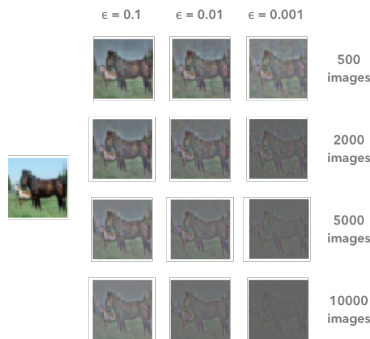 ϵ = 0.1 ϵ = 0.01 ϵ = 0.001
500
images
2000
images
5000
images
10000
images